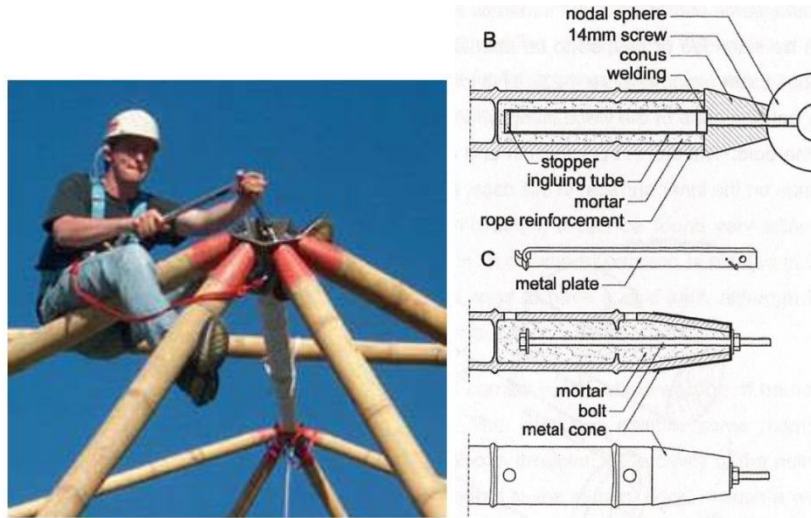 B
nodal sphere
14mm screw
conus
welding
stopper
ingluing tube
mortar
rope reinforcement
C
metal plate
mortar
bolt
metal cone